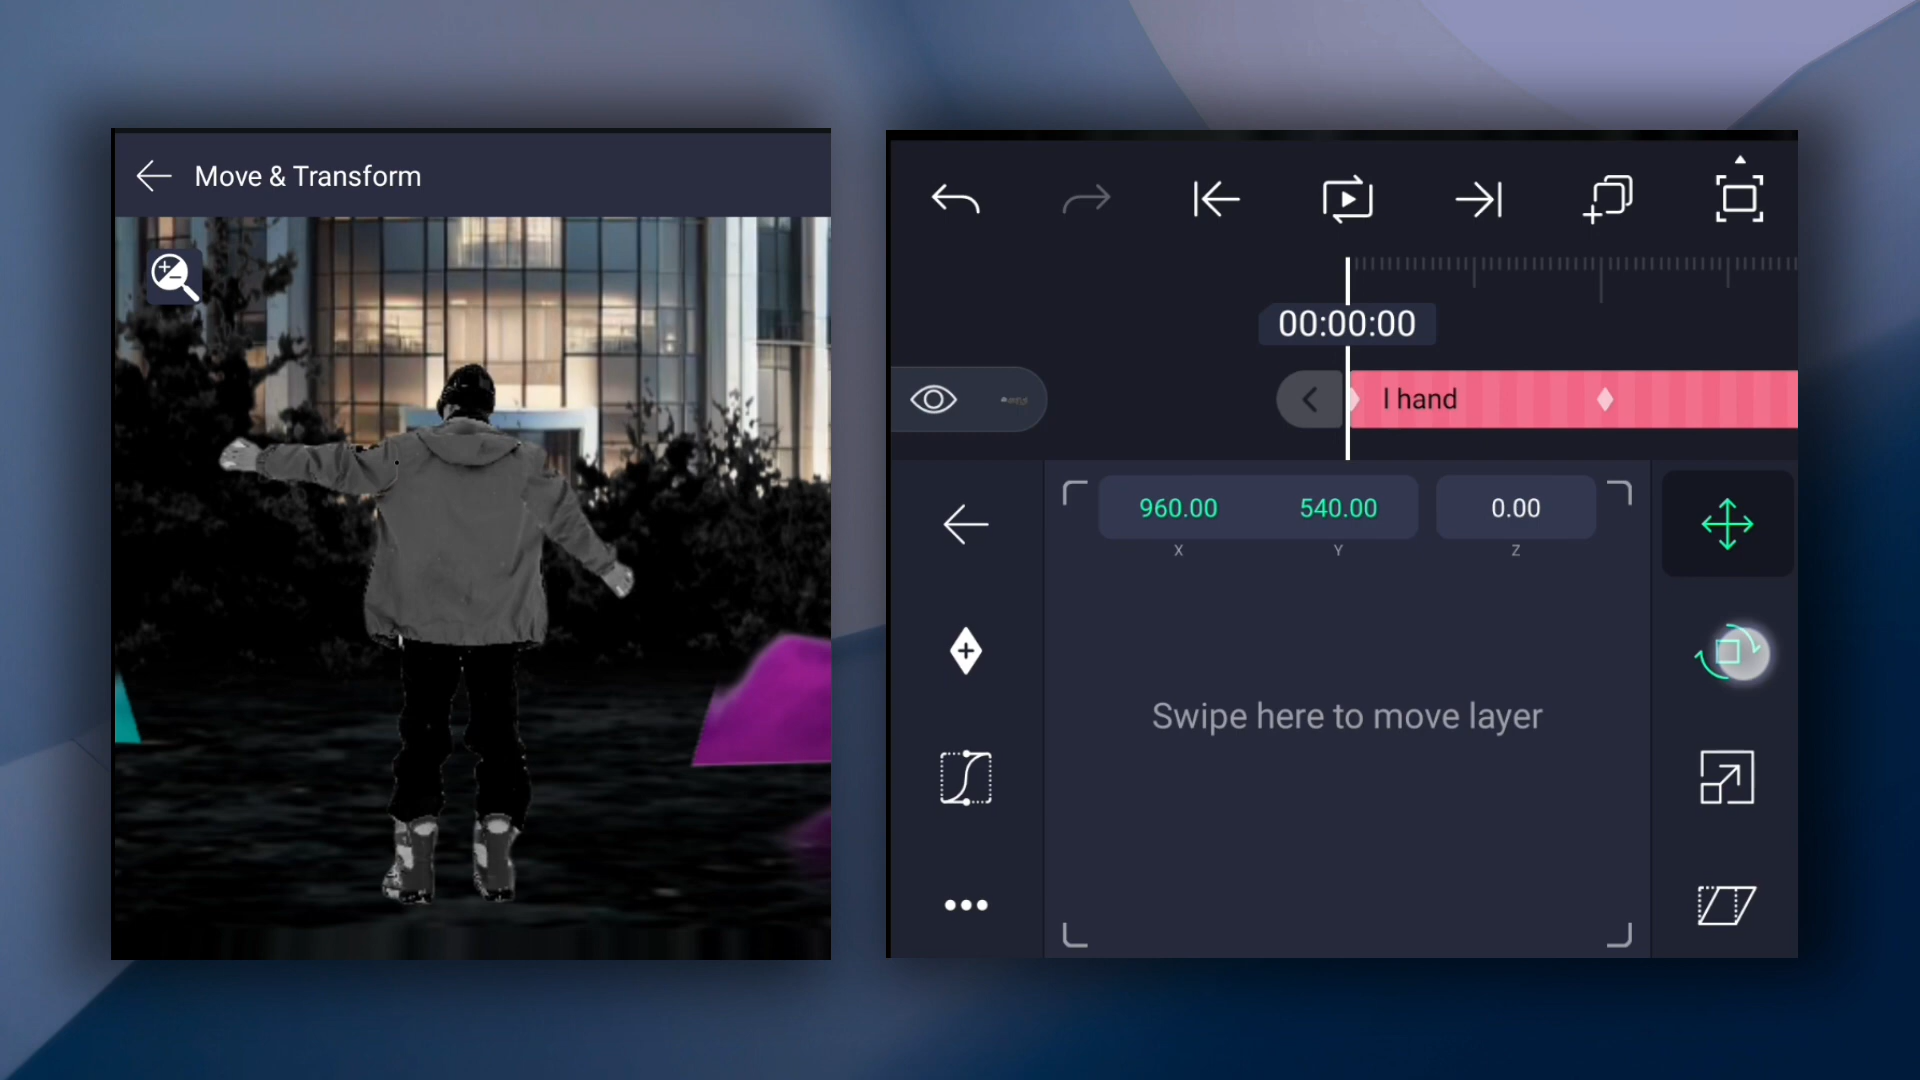 Move & Transform
00:00:00
l hand
960.00 540.00 0.00
X Y Z
Swipe here to move layer